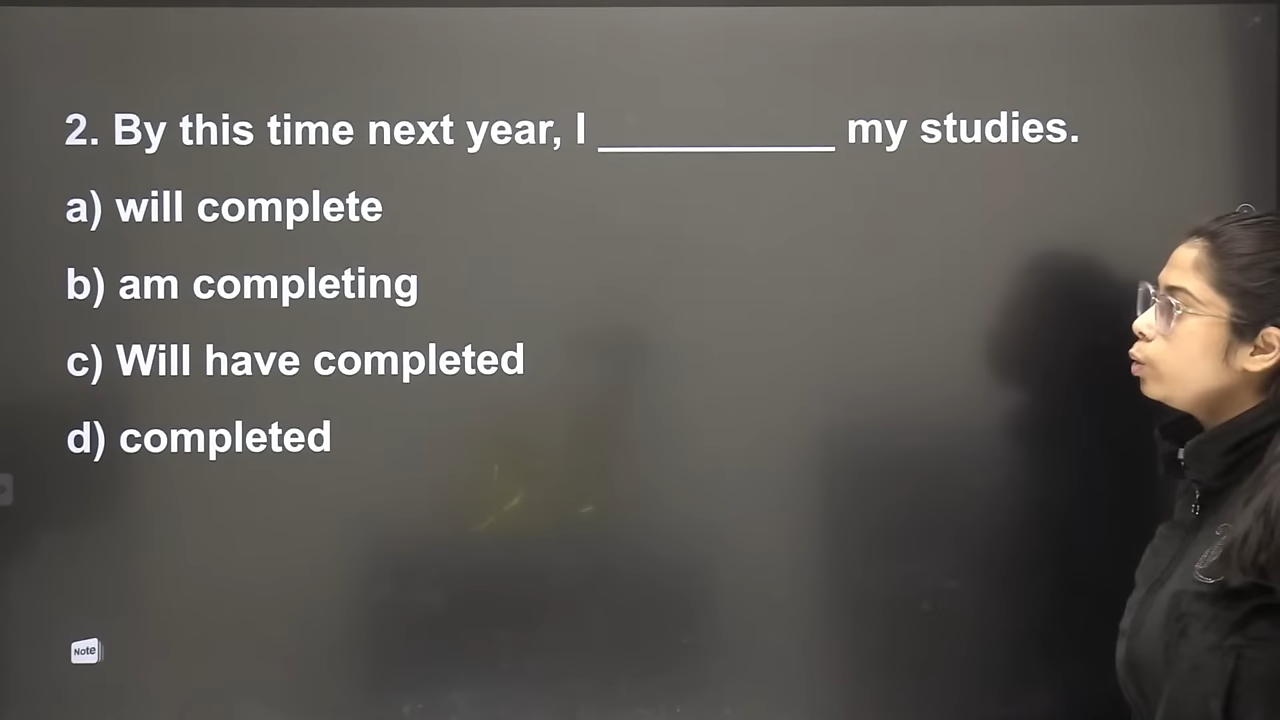 2. By this time next year, I __________ my studies.
a) will complete
b) am completing
c) Will have completed
d) completed
Note